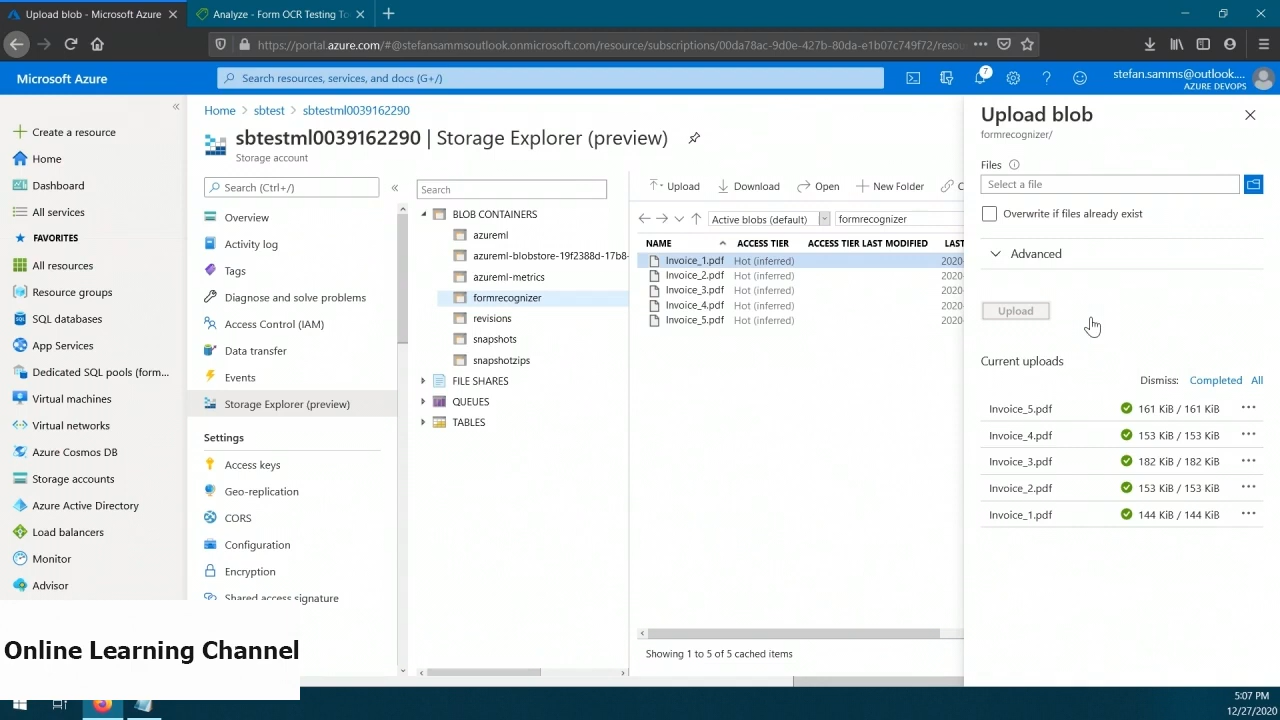 Upload blob - Microsoft Azure
Analyze - Form OCR Testing To
https://portal.azure.com/#@stefansammsoutlook.onmicrosoft.com/resource/subscriptions/00da78ac-9d0e-427b-80da-e1b07c749f72/resou
Microsoft Azure
Search resources, services, and docs (G+/)
7
stefan.samms@outlook....
AZURE DEVOPS
Create a resource
Home
Dashboard
All services
FAVORITES
All resources
Resource groups
SQL databases
App Services
Dedicated SQL pools (form...
Virtual machines
Virtual networks
Azure Cosmos DB
Storage accounts
Azure Active Directory
Load balancers
Monitor
Advisor
Home > sbtest > sbtestml0039162290
sbtestml0039162290 | Storage Explorer (preview)
Storage account
Search (Ctrl+/)
Overview
Activity log
Tags
Diagnose and solve problems
Access Control (IAM)
Data transfer
Events
Storage Explorer (preview)
Settings
Access keys
Geo-replication
CORS
Configuration
Encryption
Shared access signature
Search
BLOB CONTAINERS
azureml
azureml-blobstore-19f2388d-17b8-
azureml-metrics
formrecognizer
revisions
snapshots
snapshotzips
FILE SHARES
QUEUES
TABLES
Upload Download Open New Folder C
Active blobs (default) formrecognizer
NAME ACCESS TIER ACCESS TIER LAST MODIFIED LAST
Invoice_1.pdf Hot (inferred) 2020
Invoice_2.pdf Hot (inferred) 2020
Invoice_3.pdf Hot (inferred) 2020
Invoice_4.pdf Hot (inferred) 2020
Invoice_5.pdf Hot (inferred) 2020
Showing 1 to 5 of 5 cached items
Upload blob
formrecognizer/
Files
Select a file
Overwrite if files already exist
Advanced
Upload
Current uploads
Dismiss: Completed All
Invoice_5.pdf 161 KiB / 161 KiB
Invoice_4.pdf 153 KiB / 153 KiB
Invoice_3.pdf 182 KiB / 182 KiB
Invoice_2.pdf 153 KiB / 153 KiB
Invoice_1.pdf 144 KiB / 144 KiB
Online Learning Channel
5:07 PM
12/27/2020